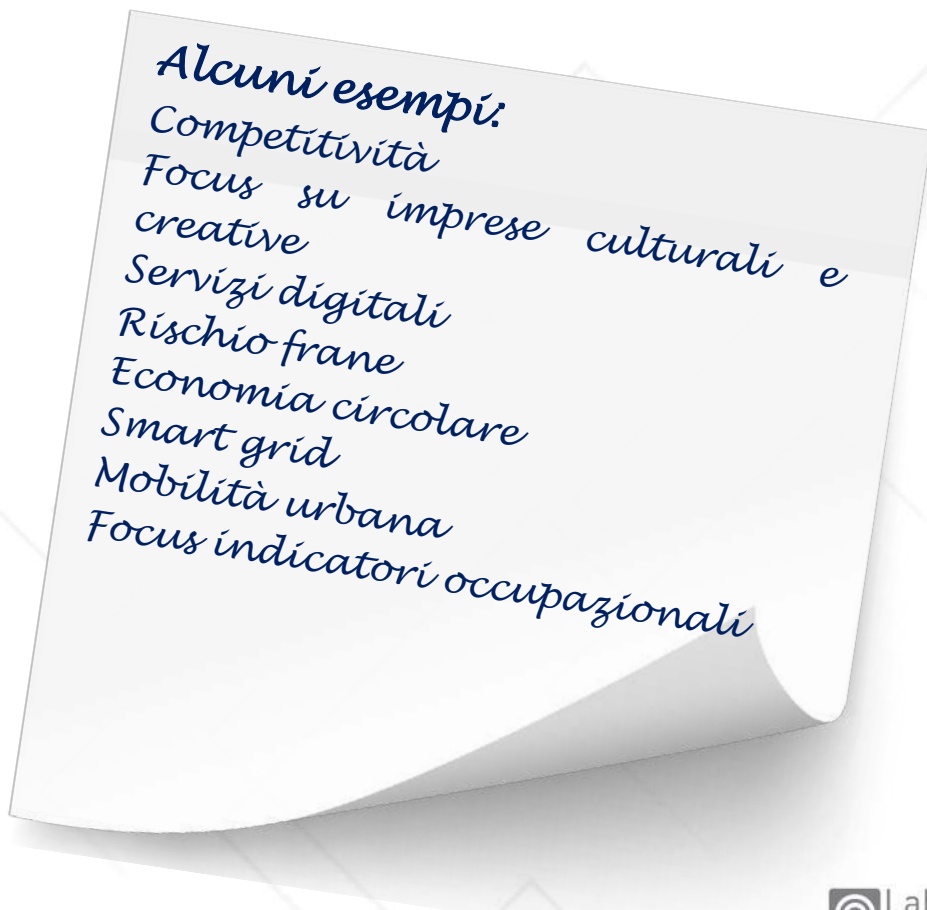 Alcuni esempi:
Competitività
Focus su imprese culturali e
creative
Servizi digitali
Rischio frane
Economia circolare
Smart grid
Mobilità urbana
Focus indicatori occupazionali